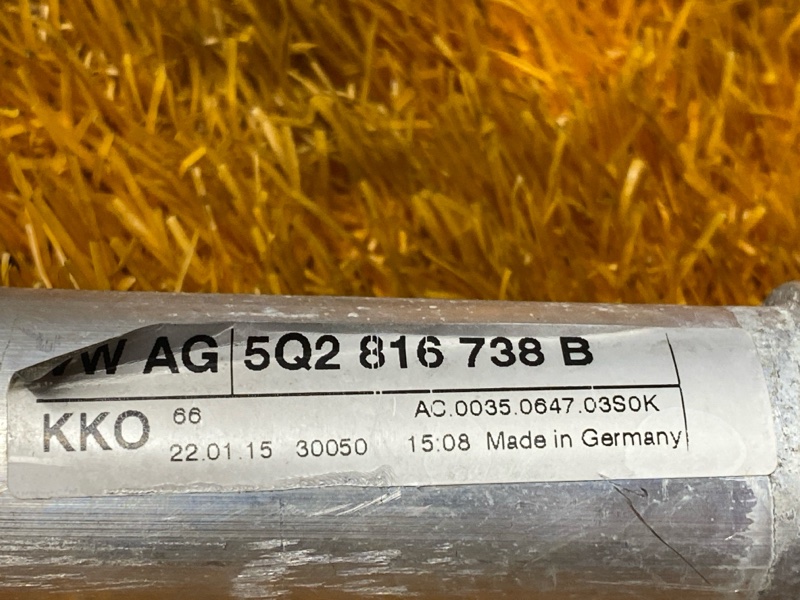 VW AG 5Q2 816 738 B
KKO 66 AC.0035.0647.03S0K
22.01.15 30050 15:08 Made in Germany